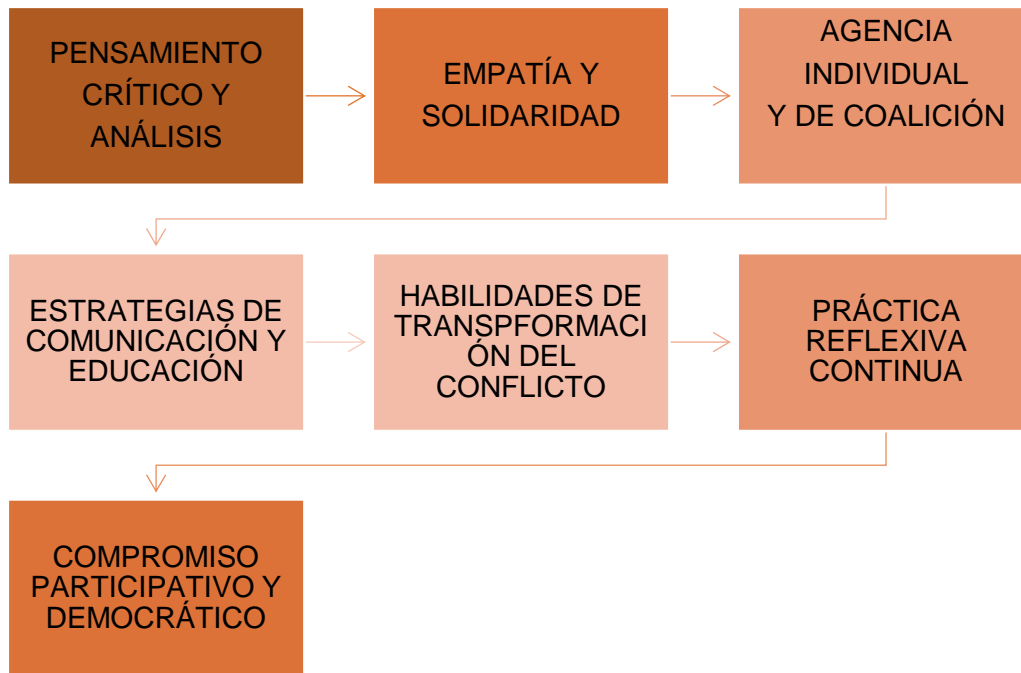 PENSAMIENTO
CRÍTICO Y
ANÁLISIS
EMPATÍA Y
SOLIDARIDAD
AGENCIA
INDIVIDUAL
Y DE COALICIÓN
ESTRATEGIAS DE
COMUNICACIÓN Y
EDUCACIÓN
HABILIDADES DE
TRANSPFORMACI
ÓN DEL
CONFLICTO
PRÁCTICA
REFLEXIVA
CONTINUA
COMPROMISO
PARTICIPATIVO Y
DEMOCRÁTICO